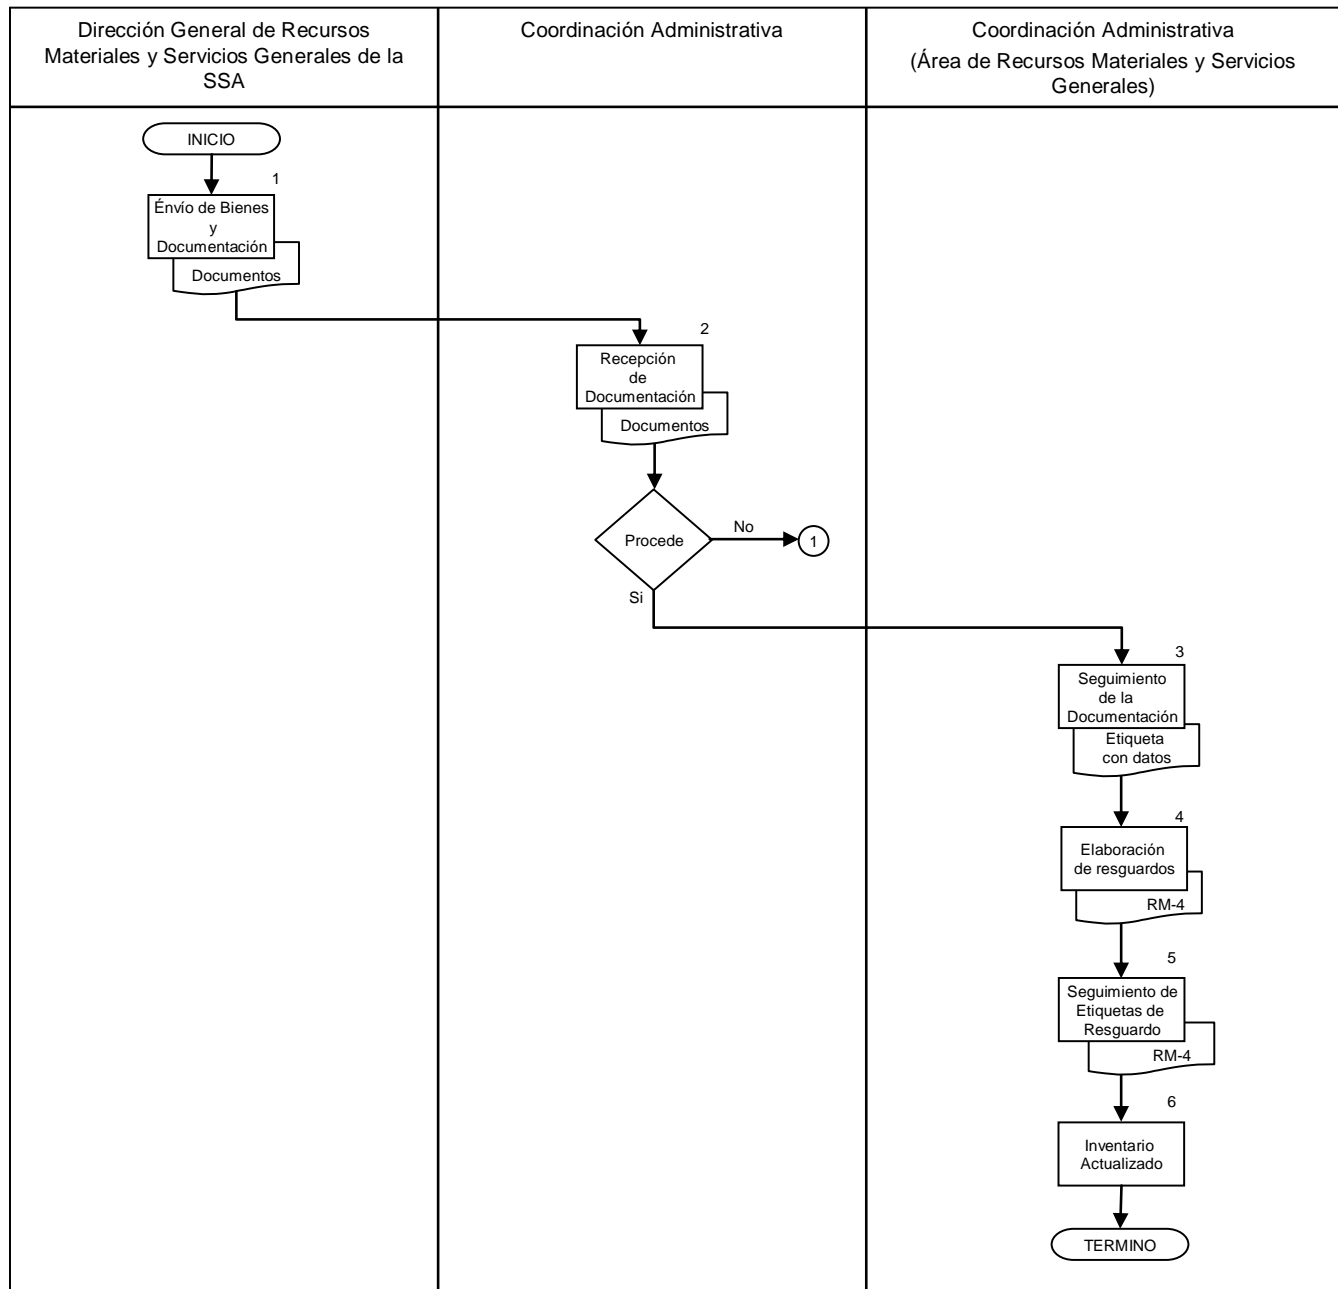 Dirección General de Recursos
Materiales y Servicios Generales de la
SSA
Coordinación Administrativa
Coordinación Administrativa
(Área de Recursos Materiales y Servicios
Generales)
INICIO
1
Énvío de Bienes
y
Documentación
Documentos
2
Recepción
de
Documentación
Documentos
Procede
No
1
Si
3
Seguimiento
de la
Documentación
Etiqueta
con datos
4
Elaboración
de resguardos
RM-4
5
Seguimiento de
Etiquetas de
Resguardo
RM-4
6
Inventario
Actualizado
TERMINO